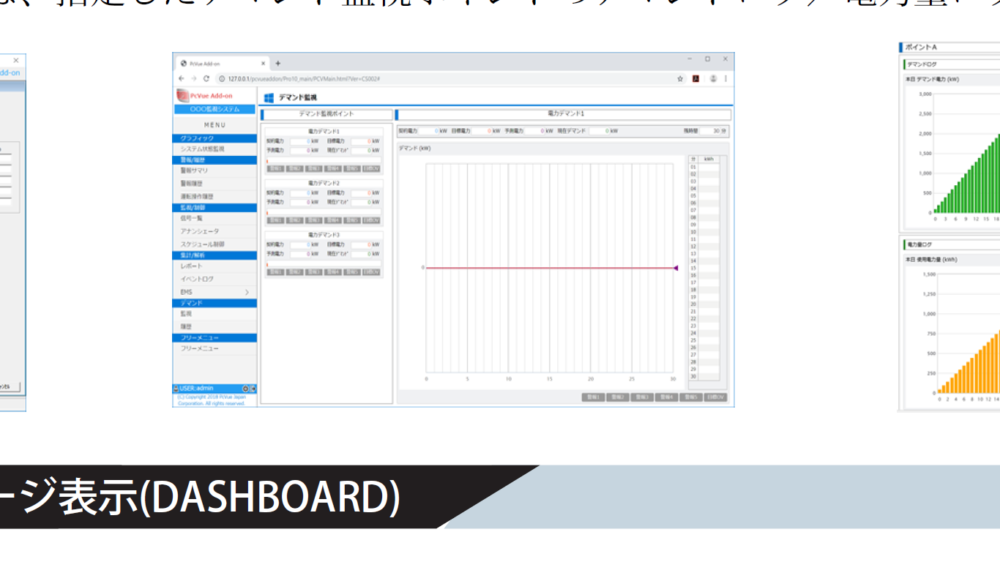 dd-on
PcVue Add-on
127.0.0.1/pcvueaddon/Pro10_main/PCVMain.html?Ver=CS002#
PcVue Add-on
〇〇〇監視システム
MENU
グラフィック
システム状態監視
警報/履歴
警報サマリ
警報履歴
運転操作履歴
監視/制御
信号一覧
アナンシェータ
スケジュール制御
集計/解析
レポート
イベントログ
EMS
デマンド
監視
履歴
フリーメニュー
フリーメニュー
USER:admin
(C) Copyright 2018 PcVue Japan
Corporation. All rights reserved.
デマンド監視
デマンド監視ポイント
電力デマンド1
契約電力 0 kW 目標電力 0 kW
予測電力 0 kW 現在デマンド 0 kW
警報1 警報2 警報3 警報4 警報5 目標OV
電力デマンド2
契約電力 0 kW 目標電力 0 kW
予測電力 0 kW 現在デマンド 0 kW
警報1 警報2 警報3 警報4 警報5 目標OV
電力デマンド3
契約電力 0 kW 目標電力 0 kW
予測電力 0 kW 現在デマンド 0 kW
警報1 警報2 警報3 警報4 警報5 目標OV
電力デマンド1
契約電力 0 kW 目標電力 0 kW 予測電力 0 kW 現在デマンド 0 kW 残時間 30 分
デマンド (kW)
0
0 5 10 15 20 25 30
分 kWh
01
02
03
04
05
06
07
08
09
10
11
12
13
14
15
16
17
18
19
20
21
22
23
24
25
26
27
28
29
30
警報1 警報2 警報3 警報4 警報5 目標OV
ポイントA
デマンドログ
本日 デマンド電力 (kW)
3,000
2,500
2,000
1,500
1,000
500
0
0 3 6 9 12 15 18
電力量ログ
本日 使用電力量 (kWh)
1,500
1,250
1,000
750
500
250
0
0 2 4 6 8 10 12 14
ージ表示(DASHBOARD)